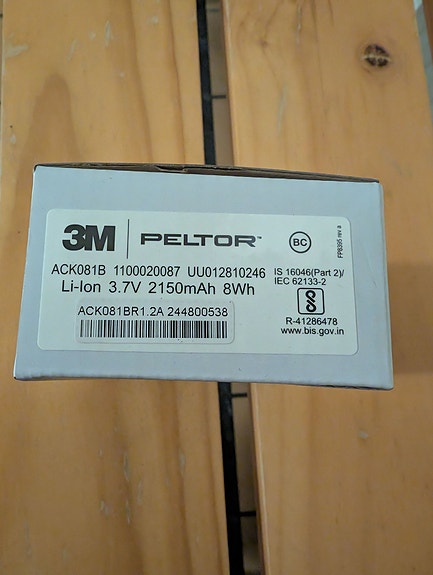 3M PELTOR™ BC
FP8395 rev a
ACK081B 1100020087 UU012810246
Li-Ion 3.7V 2150mAh 8Wh
IS 16046(Part 2)/
IEC 62133-2
ACK081BR1.2A 244800538
R-41286478
www.bis.gov.in